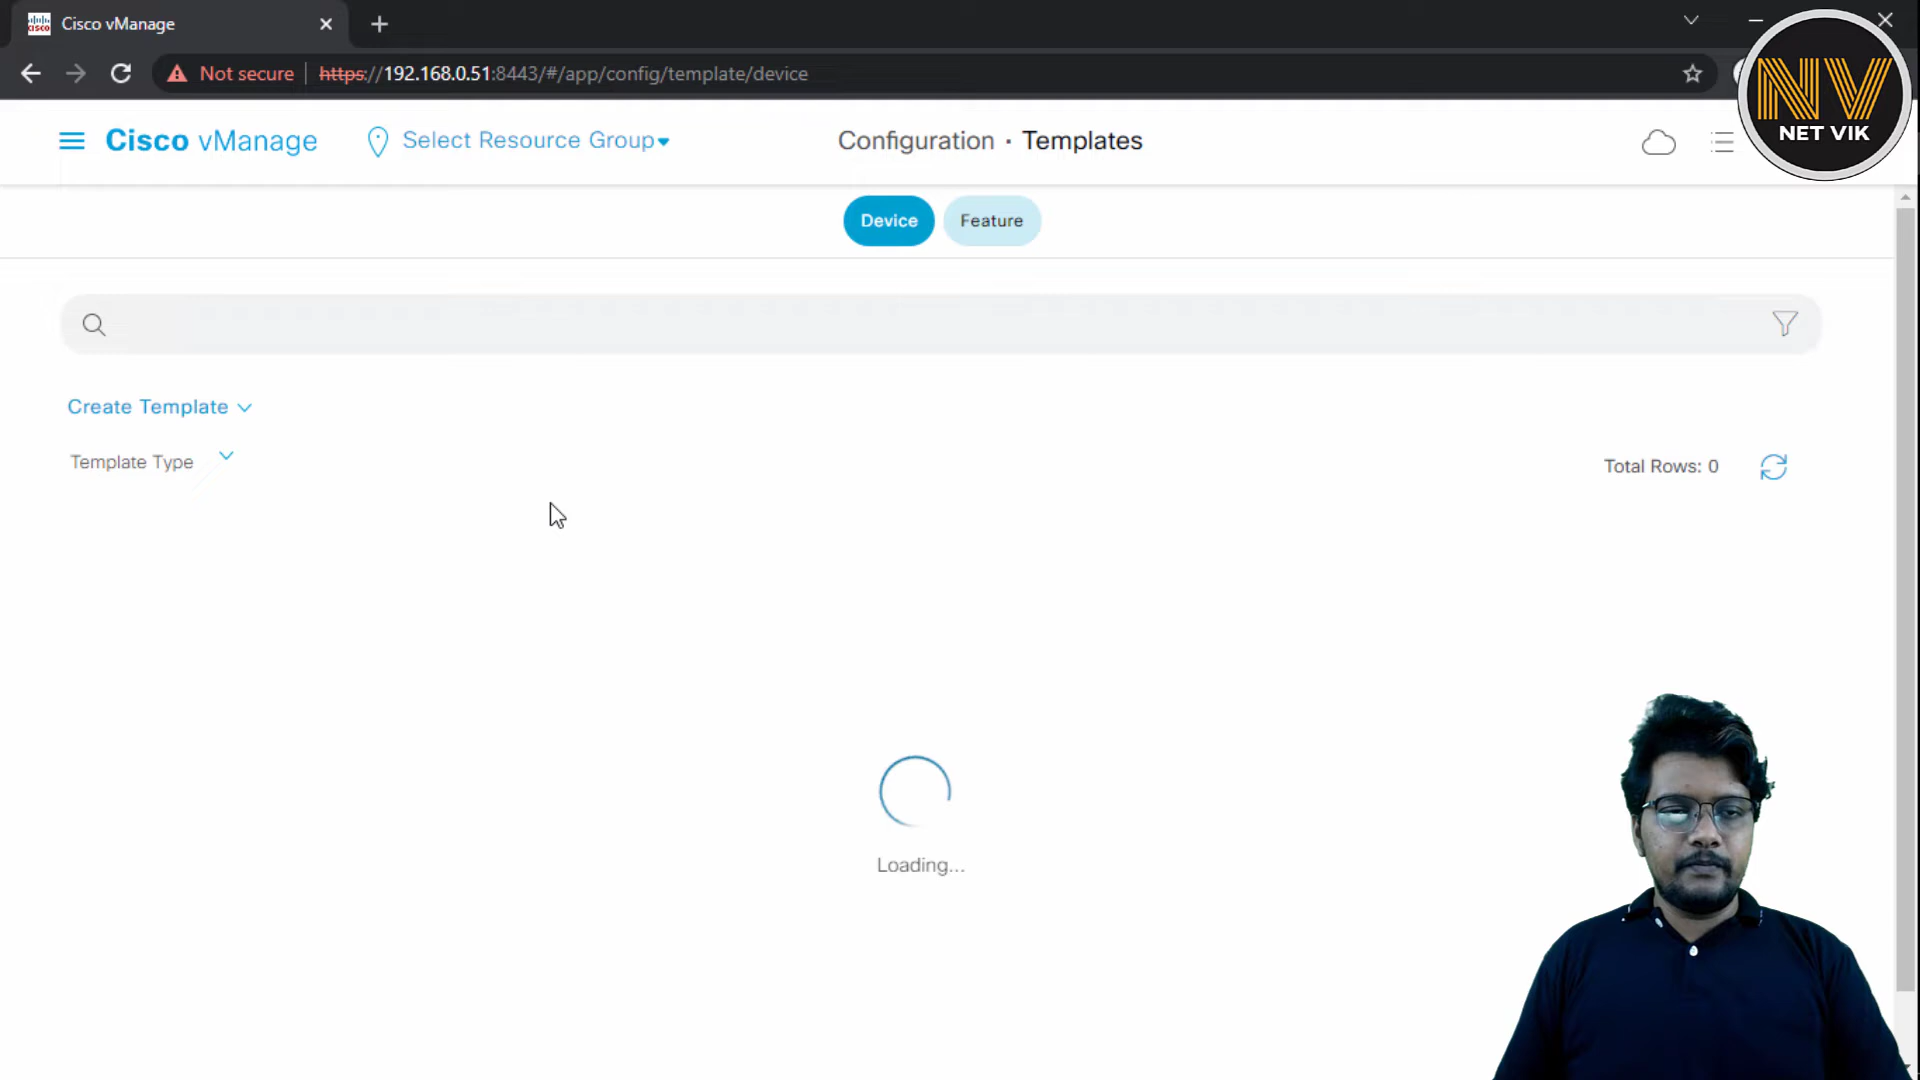 Cisco vManage
Not secure https://192.168.0.51:8443/#/app/config/template/device
NV
NET VIK
Cisco vManage Select Resource Group Configuration · Templates
Device Feature
Create Template
Template Type Total Rows: 0
Loading...